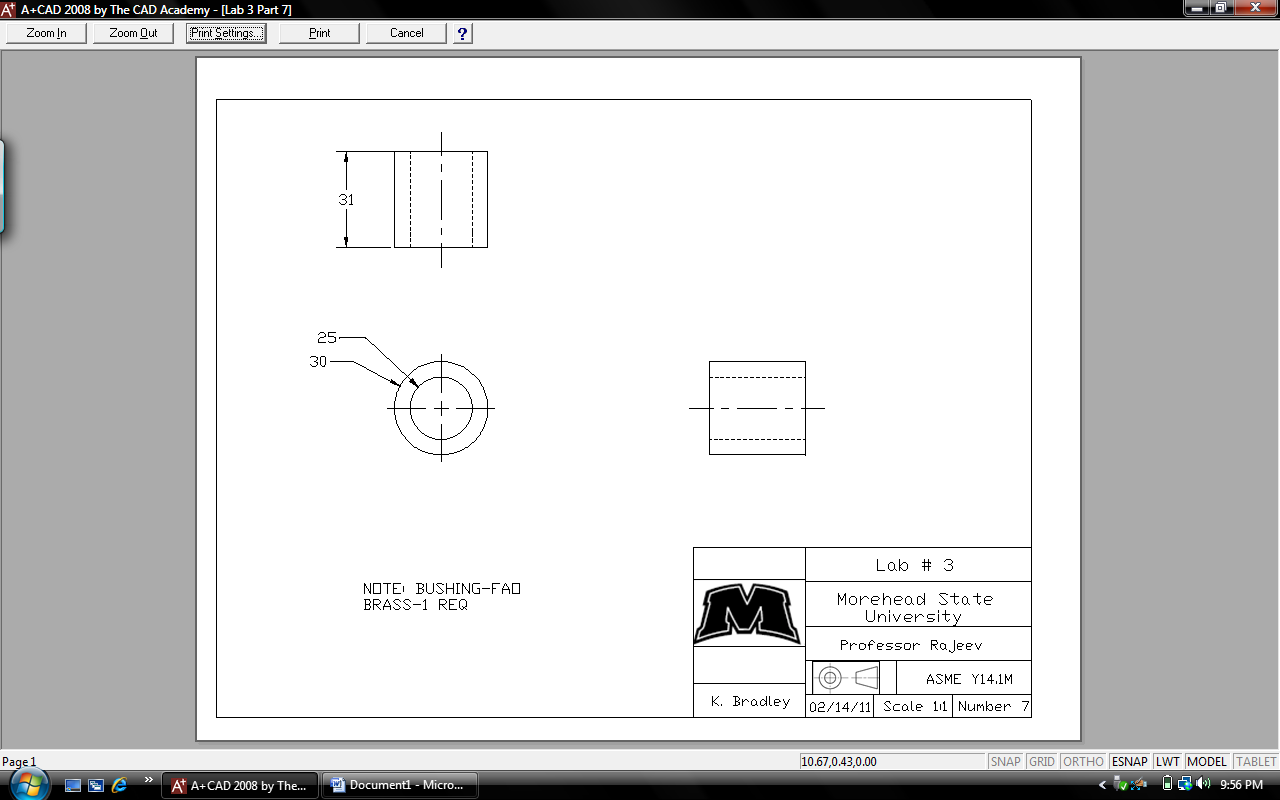 A+CAD 2008 by The CAD Academy - [Lab 3 Part 7]
Zoom In Zoom Out Print Settings... Print Cancel ?
31
25
30
NOTE: BUSHING-FAO
BRASS-1 REQ
Lab # 3
Morehead State
University
Professor Rajeev
ASME Y14.1M
K. Bradley
02/14/11 Scale 1:1 Number 7
Page 1 10.67,0.43,0.00 SNAP GRID ORTHO ESNAP LWT MODEL TABLET
A+CAD 2008 by The... Document1 - Micro... 9:56 PM